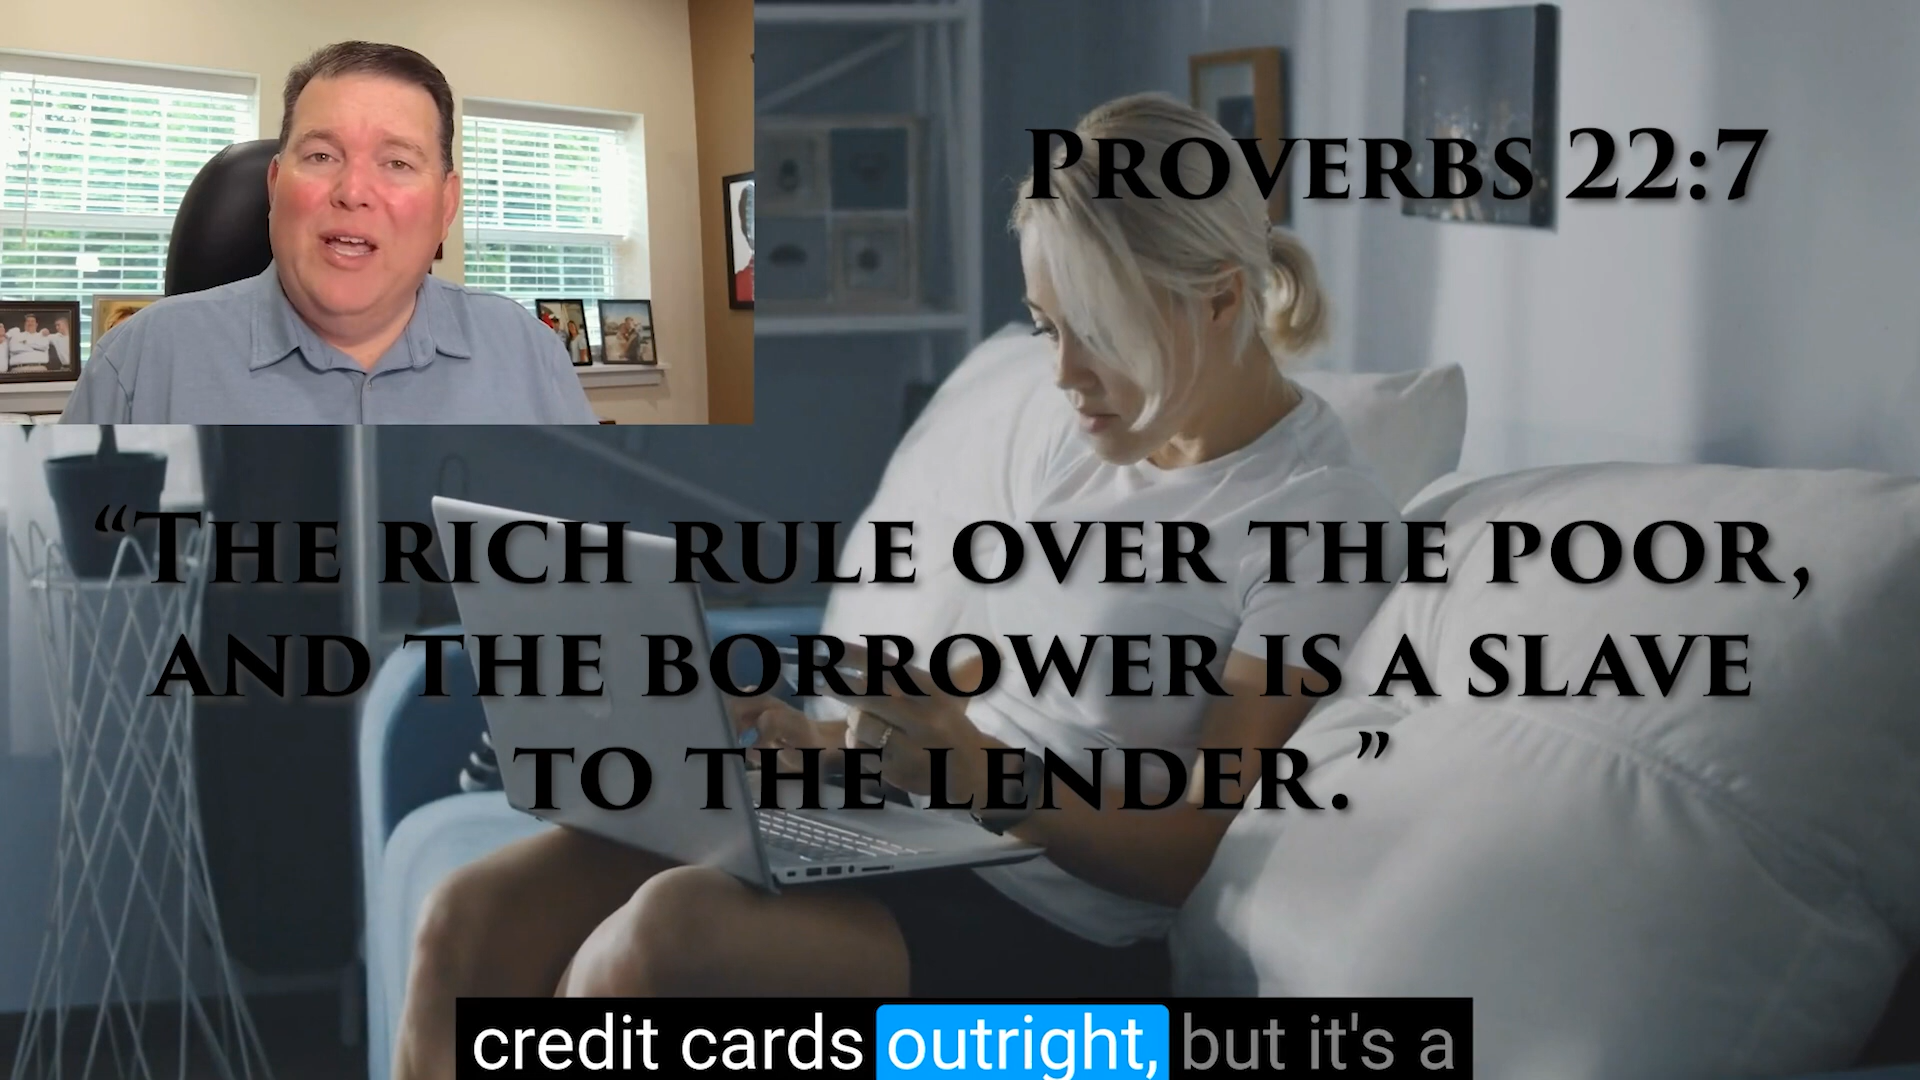 Proverbs 22:7
“The rich rule over the poor,
and the borrower is a slave
to the lender.”
credit cards outright, but it's a